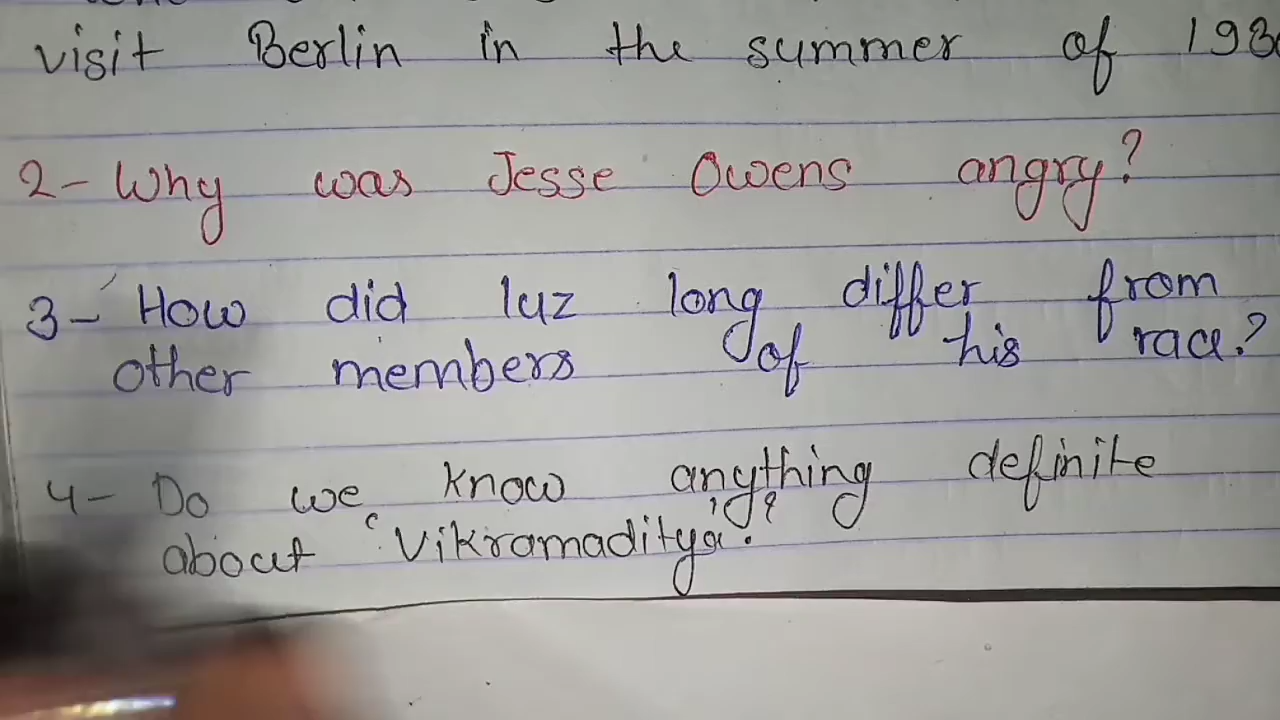 visit Berlin in the summer of 193
2- Why was Jesse Owens angry?
3- How did luz long differ from
other members of his race?
4- Do we know anything definite
about 'Vikramaditya'?